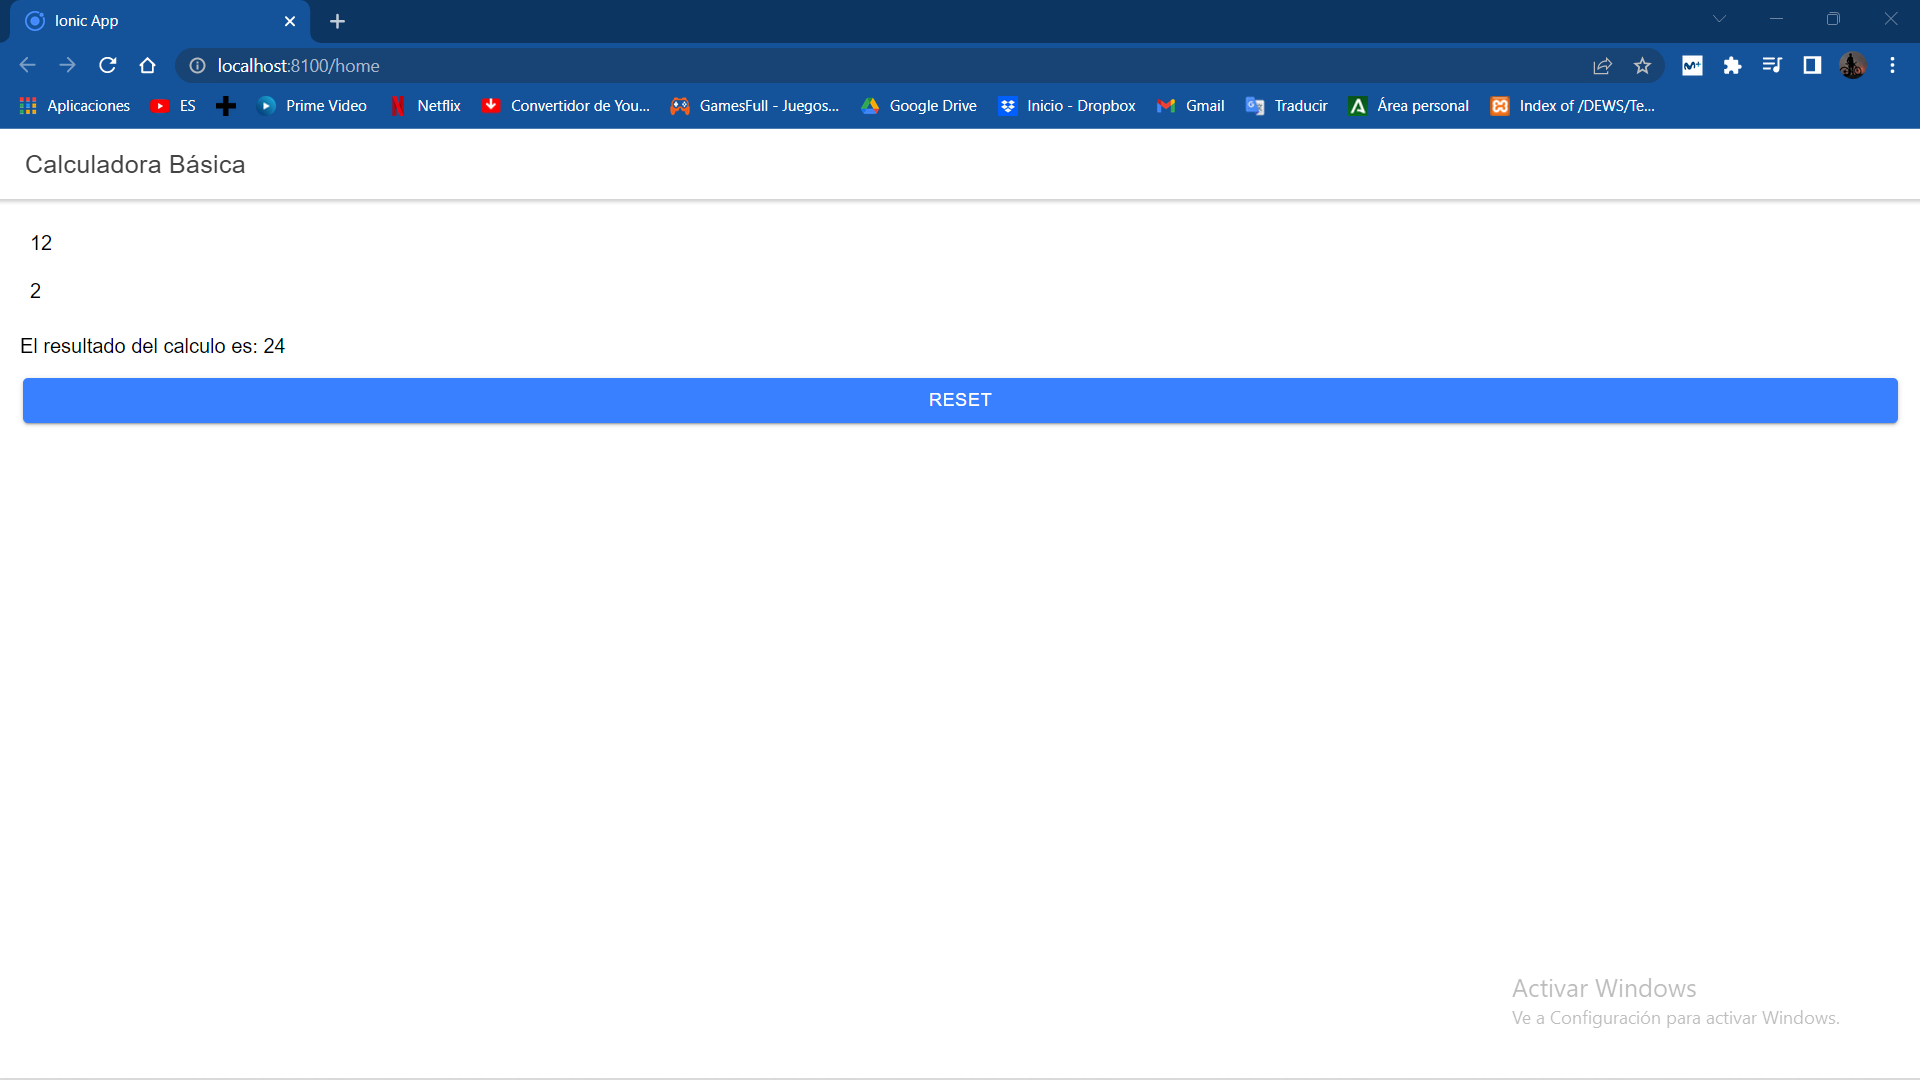 Ionic App
localhost:8100/home
Aplicaciones ES Prime Video Netflix Convertidor de You... GamesFull - Juegos... Google Drive Inicio - Dropbox Gmail Traducir Área personal Index of /DEWS/Te...
Calculadora Básica
12
2
El resultado del calculo es: 24
RESET
Activar Windows
Ve a Configuración para activar Windows.